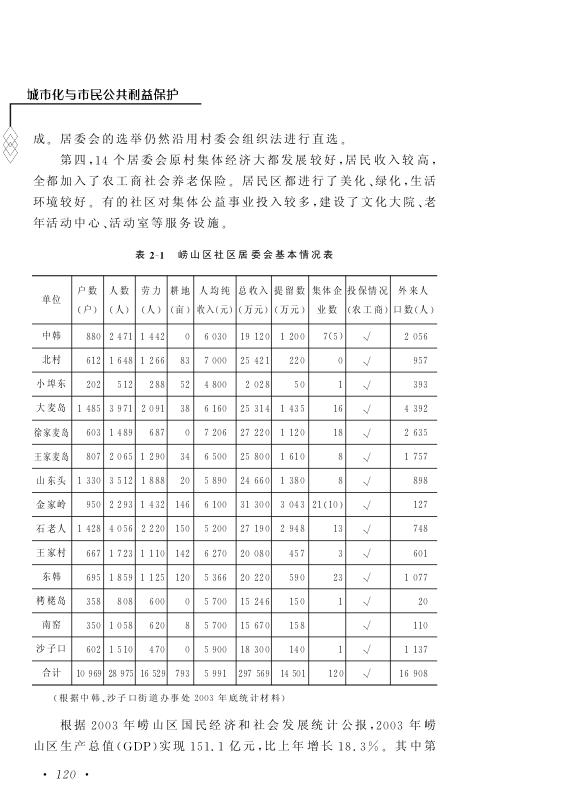 城市化与市民公共利益保护
成。居委会的选举仍然沿用村委会组织法进行直选。
第四,14 个居委会原村集体经济大都发展较好,居民收入较高,
全都加入了农工商社会养老保险。居民区都进行了美化、绿化,生活
环境较好。有的社区对集体公益事业投入较多,建设了文化大院、老
年活动中心、活动室等服务设施。
表 2-1 崂山区社区居委会基本情况表
单位 户数(户) 人数(人) 劳力(人) 耕地(亩) 人均纯收入(元) 总收入(万元) 提留数(万元) 集体企业数 投保情况(农工商) 外来人口数(人)
中韩 880 2 471 1 442 0 6 030 19 120 1 200 7(5) √ 2 056
北村 612 1 648 1 266 83 7 000 25 421 220 0 √ 957
小埠东 202 512 288 52 4 800 2 028 50 1 √ 393
大麦岛 1 485 3 971 2 091 38 6 160 25 314 1 435 16 √ 4 392
徐家麦岛 603 1 489 687 0 7 206 27 220 1 120 18 √ 2 635
王家麦岛 807 2 065 1 290 34 6 500 25 800 1 610 8 √ 1 757
山东头 1 330 3 512 1 888 20 5 890 24 660 1 380 8 √ 898
金家岭 950 2 293 1 432 146 6 100 31 300 3 043 21(10) √ 127
石老人 1 428 4 056 2 220 150 5 200 27 190 2 948 13 √ 748
王家村 667 1 723 1 110 142 6 270 20 080 457 3 √ 601
东韩 695 1 859 1 125 120 5 366 20 220 590 23 √ 1 077
栲栳岛 358 808 600 0 5 700 15 246 150 1 √ 20
南窑 350 1 058 620 8 5 700 15 670 158 √ 110
沙子口 602 1 510 470 0 5 900 18 300 140 1 √ 1 137
合计 10 969 28 975 16 529 793 5 991 297 569 14 501 120 √ 16 908
(根据中韩、沙子口街道办事处 2003 年底统计材料)
根据 2003 年崂山区国民经济和社会发展统计公报,2003 年崂
山区生产总值(GDP)实现 151.1 亿元,比上年增长 18.3%。其中第
· 120 ·